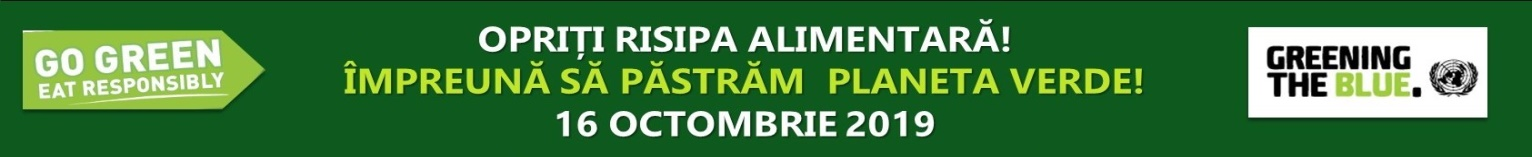 GO GREEN
EAT RESPONSIBLY
OPRIȚI RISIPA ALIMENTARĂ!
ÎMPREUNĂ SĂ PĂSTRĂM PLANETA VERDE!
16 OCTOMBRIE 2019
GREENING
THE BLUE.